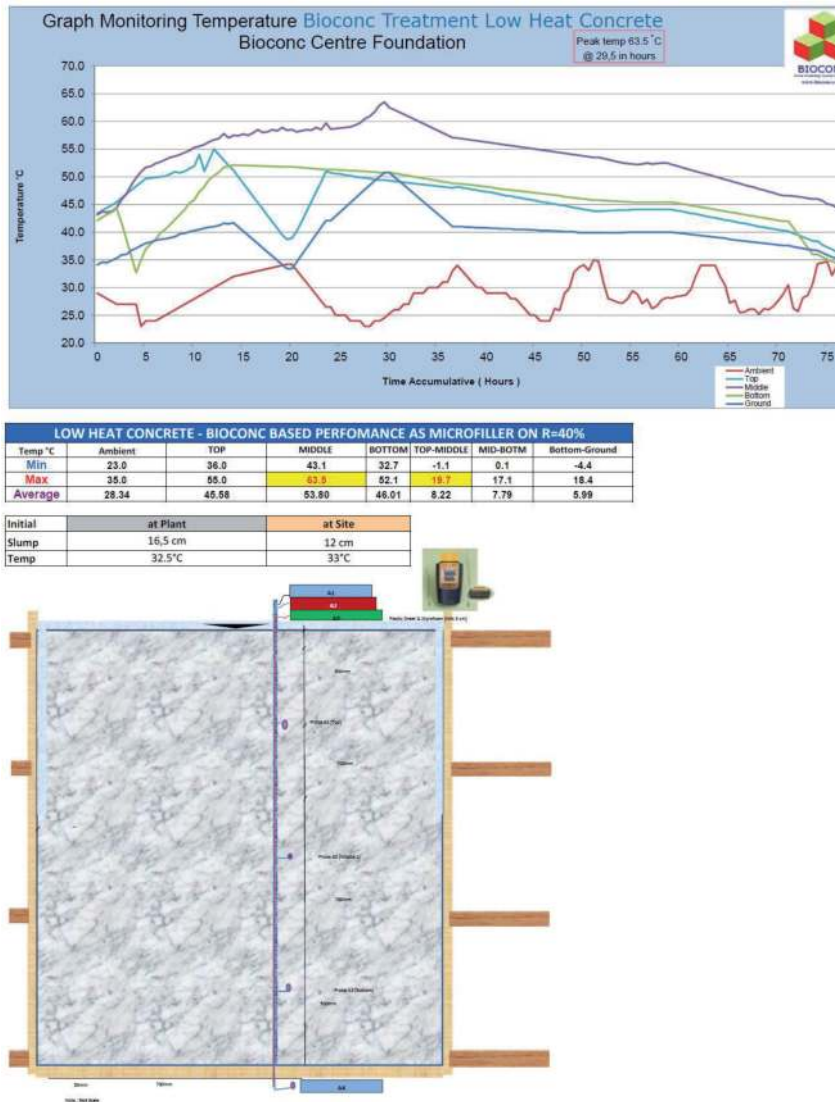 Graph Monitoring Temperature Bioconc Treatment Low Heat Concrete
Bioconc Centre Foundation
Peak temp 63.5 °C
@ 29,5 in hours
BIOCON
Temperature °C
70.0
65.0
60.0
55.0
50.0
45.0
40.0
35.0
30.0
25.0
20.0
0 5 10 15 20 25 30 35 40 45 50 55 60 65 70 75
Time Accumulative ( Hours )
Ambient
Top
Middle
Bottom
Ground
LOW HEAT CONCRETE - BIOCONC BASED PERFOMANCE AS MICROFILLER ON R=40%
Temp °C Ambient TOP MIDDLE BOTTOM TOP-MIDDLE MID-BOTM Bottom-Ground
Min 23.0 36.0 43.1 32.7 -1.1 0.1 -4.4
Max 35.0 55.0 63.5 52.1 19.7 17.1 18.4
Average 28.34 45.58 53.80 46.01 8.22 7.79 5.99
Initial at Plant at Site
Slump 16,5 cm 12 cm
Temp 32.5°C 33°C
A1
A2
A4